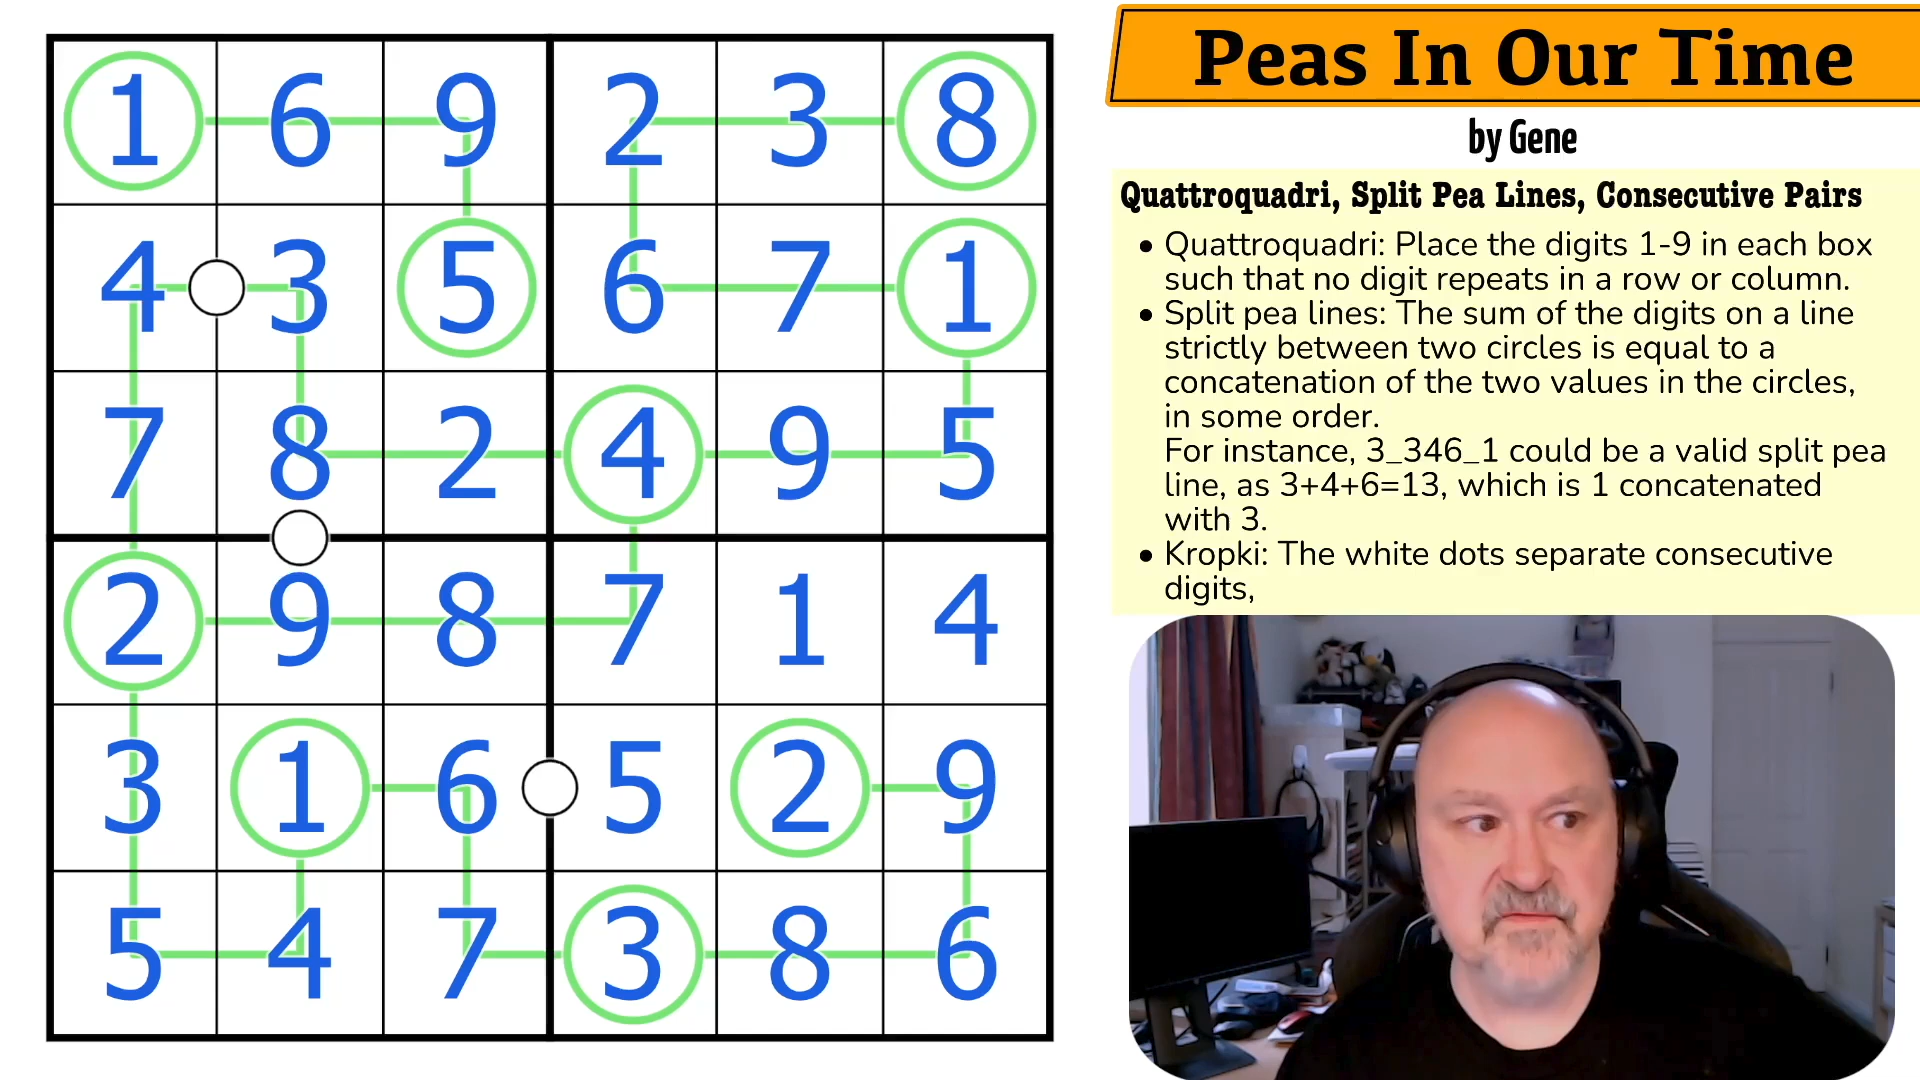 Peas In Our Time
by Gene
Quattroquadri, Split Pea Lines, Consecutive Pairs
• Quattroquadri: Place the digits 1-9 in each box
such that no digit repeats in a row or column.
• Split pea lines: The sum of the digits on a line
strictly between two circles is equal to a
concatenation of the two values in the circles,
in some order.
For instance, 3_346_1 could be a valid split pea
line, as 3+4+6=13, which is 1 concatenated
with 3.
• Kropki: The white dots separate consecutive
digits,
1 6 9 2 3 8
4 3 5 6 7 1
7 8 2 4 9 5
2 9 8 7 1 4
3 1 6 5 2 9
5 4 7 3 8 6